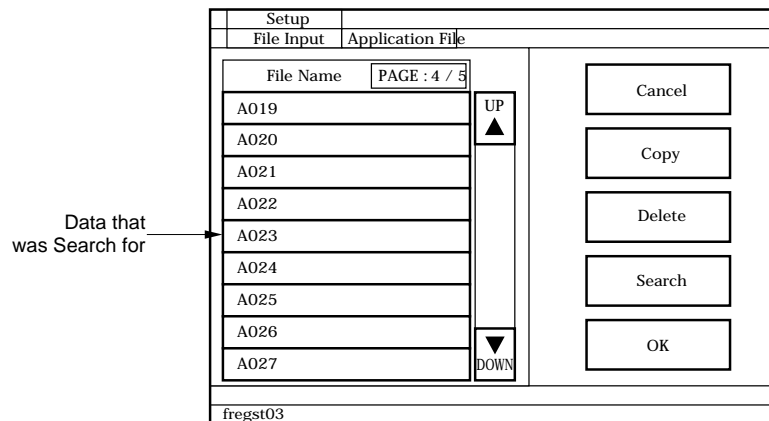 Setup
File Input Application File
File Name PAGE : 4 / 5
A019
A020
A021
A022
A023
A024
A025
A026
A027
UP
DOWN
Cancel
Copy
Delete
Search
OK
Data that
was Search for
fregst03